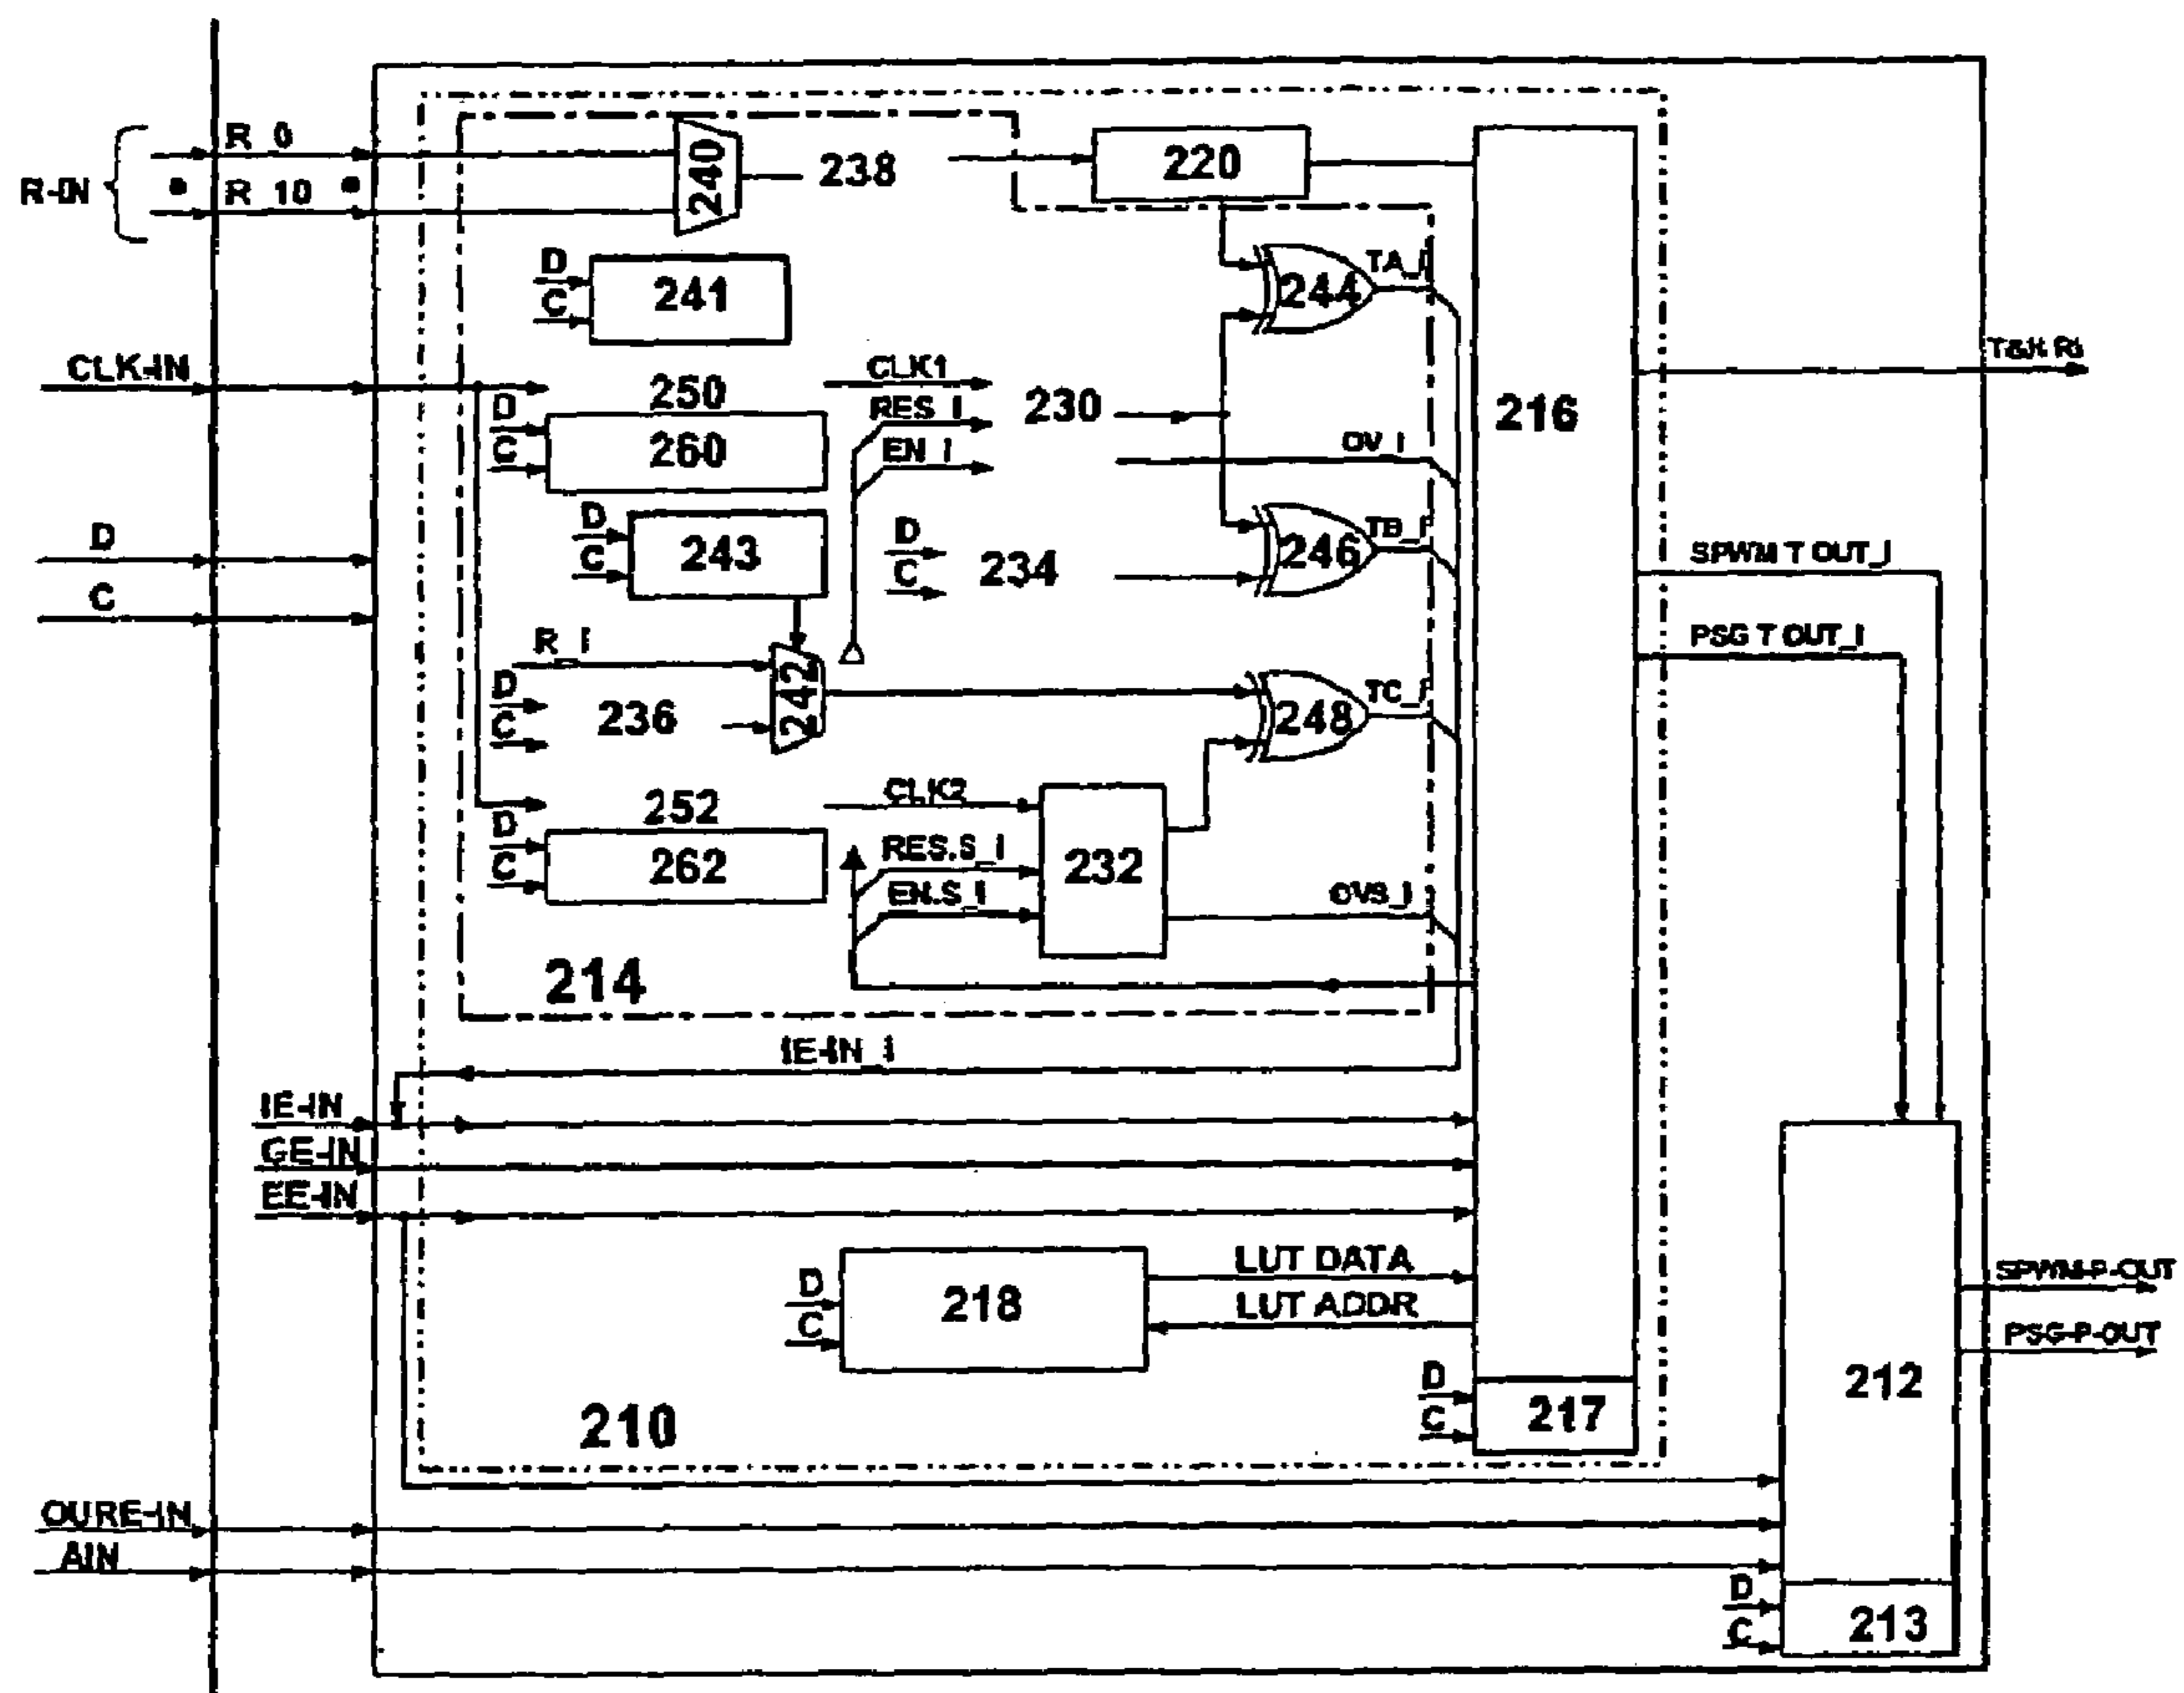 R_0
R-IN
R_10
240
238
220
216
D
C
241
244
TA_I
T&H RI
CLK-IN
250
CLK1
D
C
260
RES_I
EN_I
230
OV_I
D
C
243
D
C
234
246
TB_I
D
C
SPWM T OUT_I
PSG T OUT_I
R_I
242
D
C
236
248
TC_I
252
CLK2
D
C
262
RES.S_I
EN.S_I
232
OVS_I
214
IE-IN_I
IE-IN
GE-IN
EE-IN
D
C
218
LUT DATA
LUT ADDR
SPWM-P-OUT
PSG-P-OUT
212
210
D
C
217
OURE-IN
AIN
D
C
213